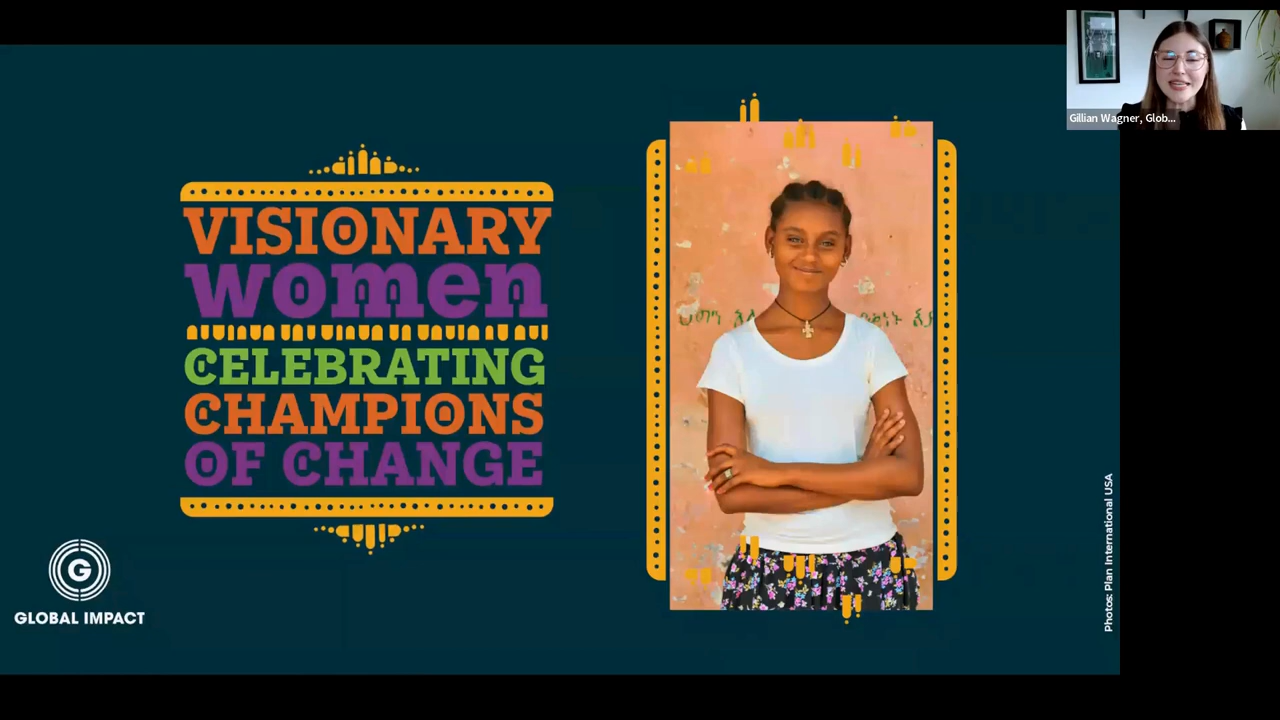 Gillian Wagner, Glob...
VISIONARY
women
CELEBRATING
CHAMPIONS
OF CHANGE
G
GLOBAL IMPACT
Photos: Plan International USA